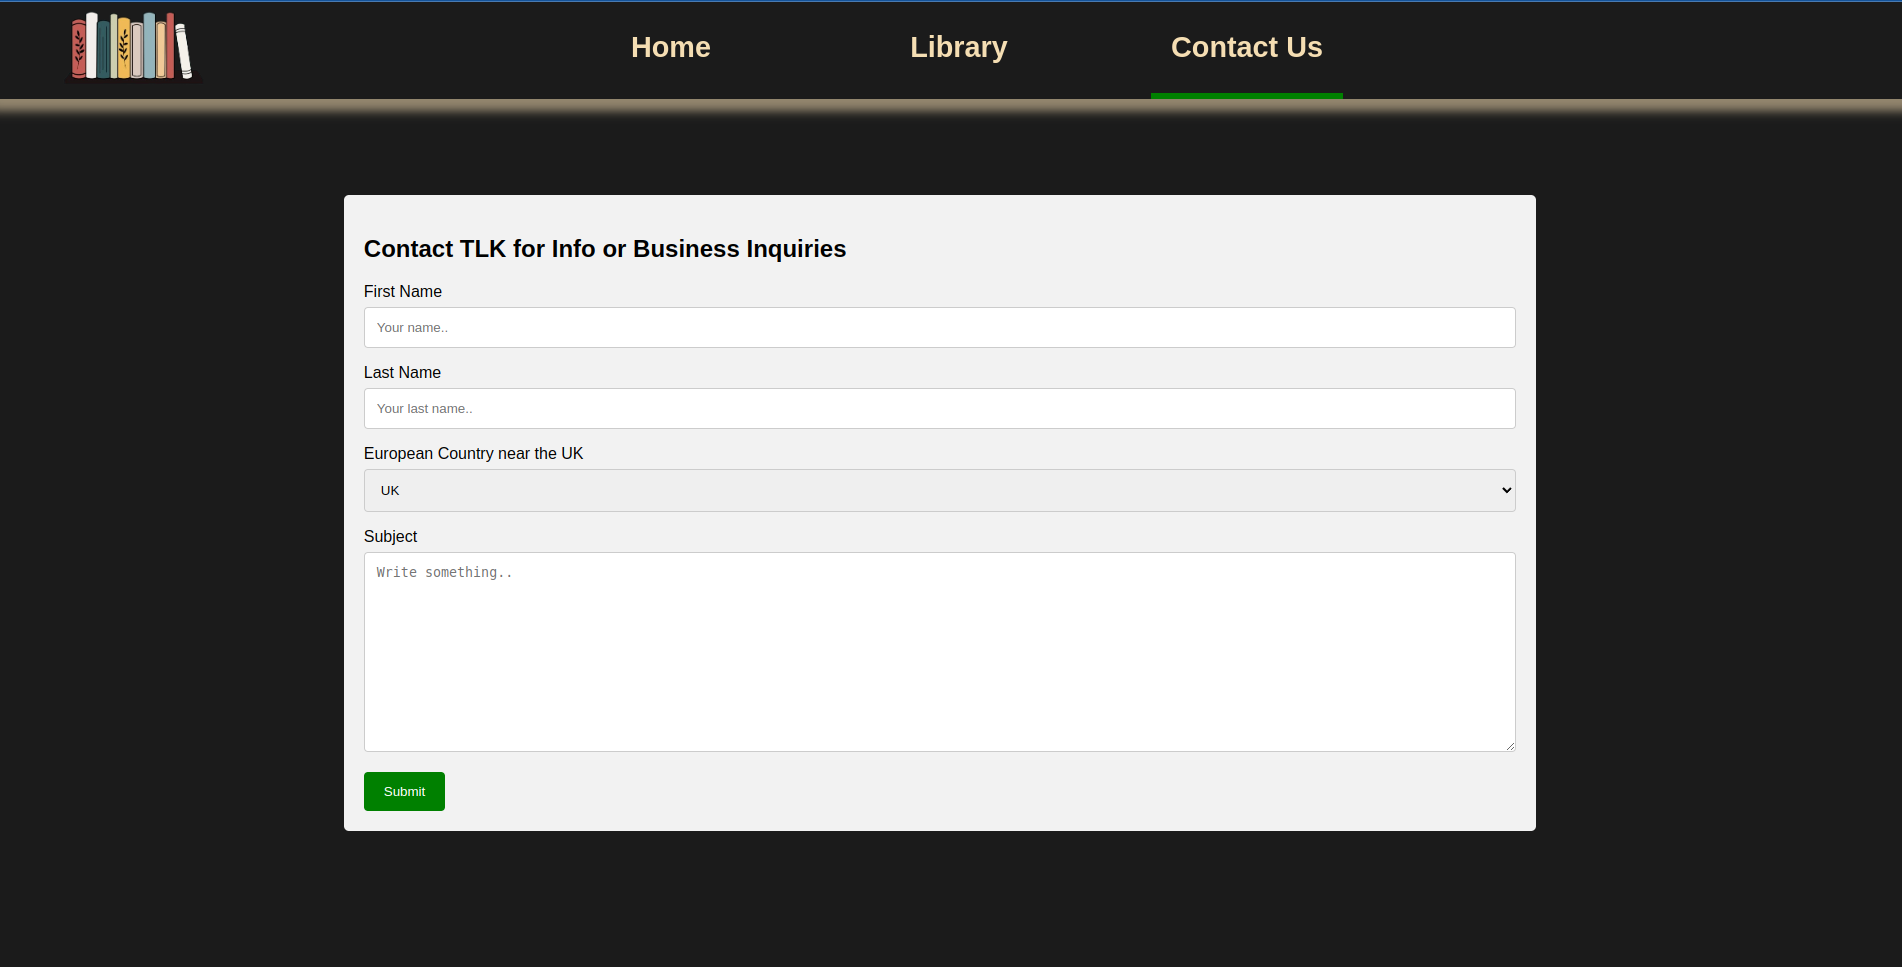 Home Library Contact Us
Contact TLK for Info or Business Inquiries
First Name
Your name..
Last Name
Your last name..
European Country near the UK
UK
Subject
Write something..
Submit